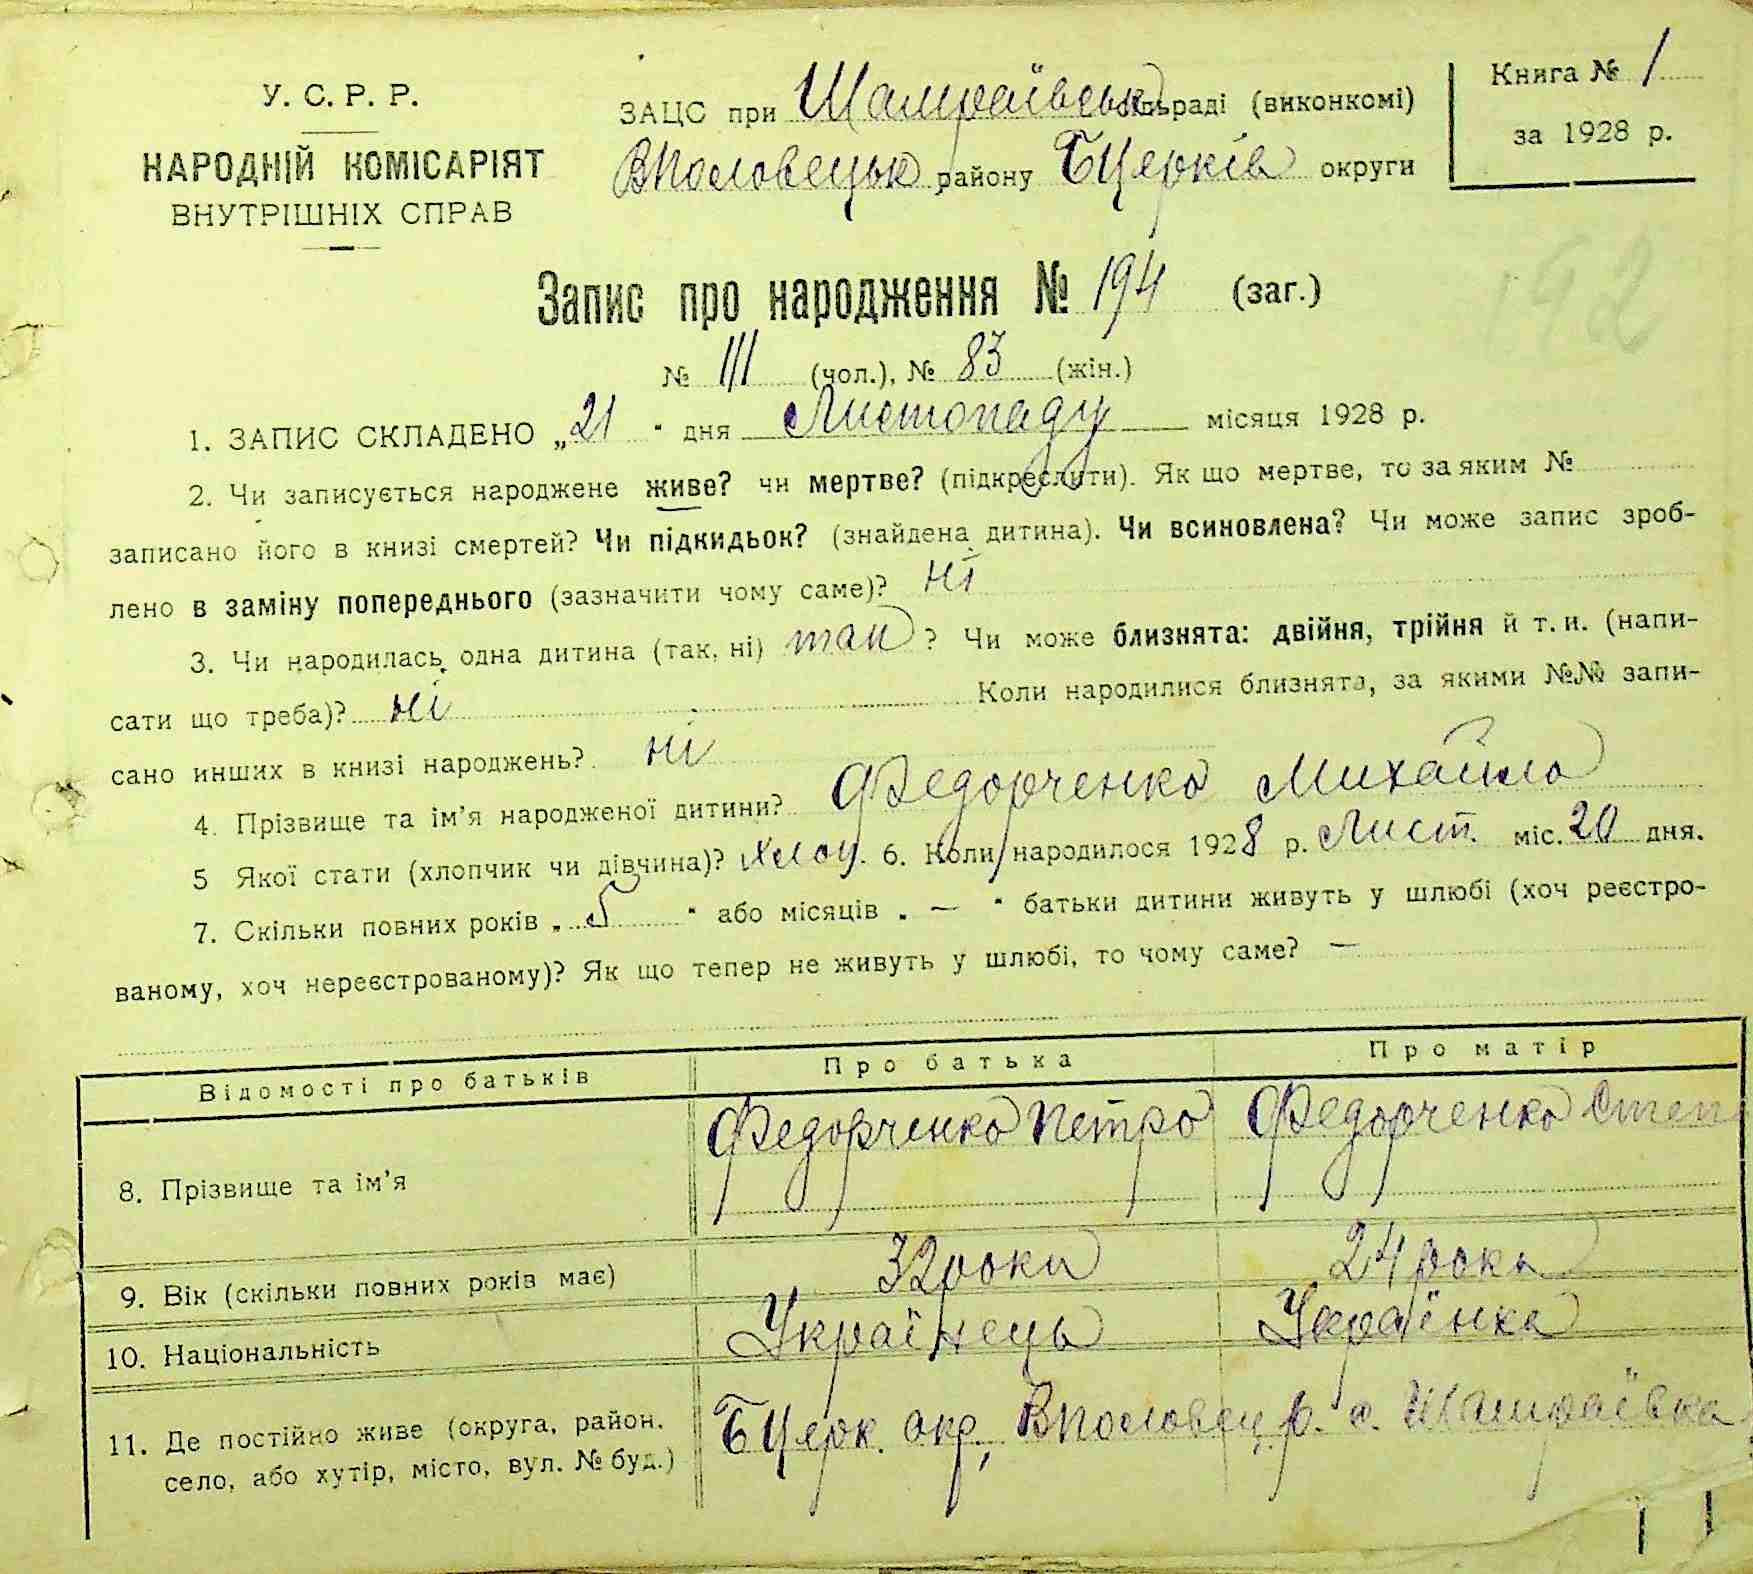 У. С. Р. Р.
НАРОДНІЙ КОМІСАРІЯТ
ВНУТРІШНІХ СПРАВ
ЗАЦС при Шамраївськ сільраді (виконкомі)
ВПоловецьк району БЦерків округи
Книга № 1
за 1928 р.
Запис про народження № 194 (заг.)
192
№ 111 (чол.), № 83 (жін.)
1. ЗАПИС СКЛАДЕНО „21" дня Листопаду місяця 1928 р.
2. Чи записується народжене живе? чи мертве? (підкреслити). Як що мертве, то за яким №
записано його в книзі смертей? Чи підкидьок? (знайдена дитина). Чи всиновлена? Чи може запис зроб-
лено в заміну попереднього (зазначити чому саме)? ні
3. Чи народилась одна дитина (так, ні) так ? Чи може близнята: двійня, трійня й т. и. (напи-
сати що треба)? ні Коли народилися близнята, за якими №№ запи-
сано инших в книзі народжень? ні
4. Прізвище та ім'я народженої дитини? Федорченко Михайло
5 Якої стати (хлопчик чи дівчина)? хлоп. 6. Коли народилося 1928 р. Лист. міс. 20 дня.
7. Скільки повних років „5" або місяців „—" батьки дитини живуть у шлюбі (хоч реєстро-
ваному, хоч нереєстрованому)? Як що тепер не живуть у шлюбі, то чому саме? —
Відомості про батьків Про батька Про матір
8. Прізвище та ім'я Федорченко Петро Федорченко Степ
9. Вік (скільки повних років має) 32 роки 24 роки
10. Національність Українець Українка
11. Де постійно живе (округа, район, БЦерк. окр., ВПоловец. р. с. Шамраївка
село, або хутір, місто, вул. № буд.)